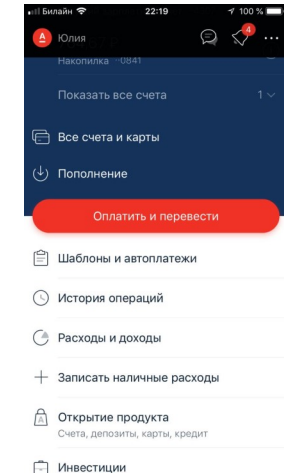 Билайн 22:19 100 %
А Юлия 4
Накопилка ··0841
Показать все счета 1
Все счета и карты
Пополнение
Оплатить и перевести
Шаблоны и автоплатежи
История операций
Расходы и доходы
Записать наличные расходы
Открытие продукта
Счета, депозиты, карты, кредит
Инвестиции